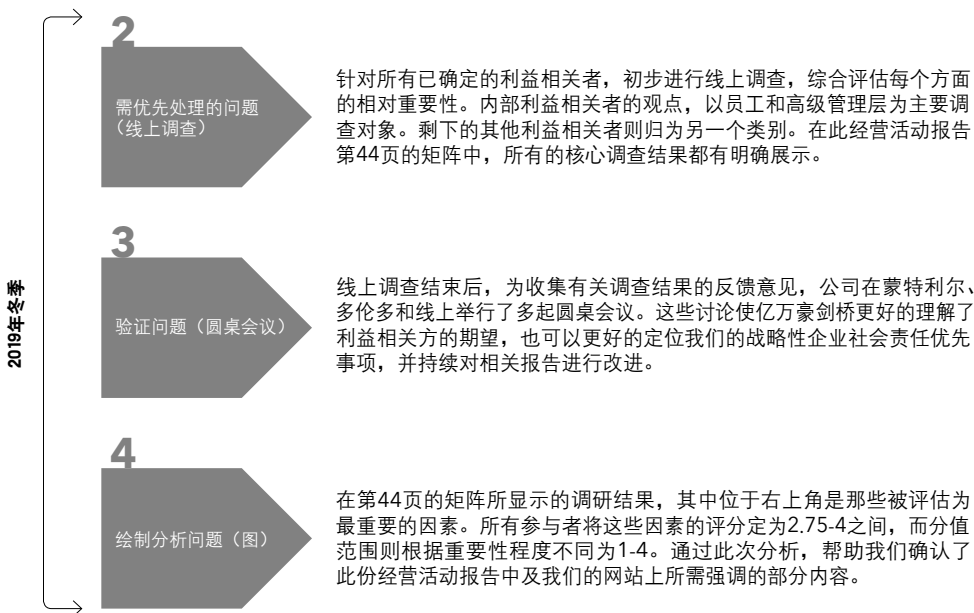 2019年冬季
2
需优先处理的问题
（线上调查）
针对所有已确定的利益相关者，初步进行线上调查，综合评估每个方面
的相对重要性。内部利益相关者的观点，以员工和高级管理层为主要调
查对象。剩下的其他利益相关者则归为另一个类别。在此经营活动报告
第44页的矩阵中，所有的核心调查结果都有明确展示。
3
验证问题（圆桌会议）
线上调查结束后，为收集有关调查结果的反馈意见，公司在蒙特利尔、
多伦多和线上举行了多起圆桌会议。这些讨论使亿万豪剑桥更好的理解了
利益相关方的期望，也可以更好的定位我们的战略性企业社会责任优先
事项，并持续对相关报告进行改进。
4
绘制分析问题（图）
在第44页的矩阵所显示的调研结果，其中位于右上角是那些被评估为
最重要的因素。所有参与者将这些因素的评分定为2.75-4之间，而分值
范围则根据重要性程度不同为1-4。通过此次分析，帮助我们确认了
此份经营活动报告中及我们的网站上所需强调的部分内容。